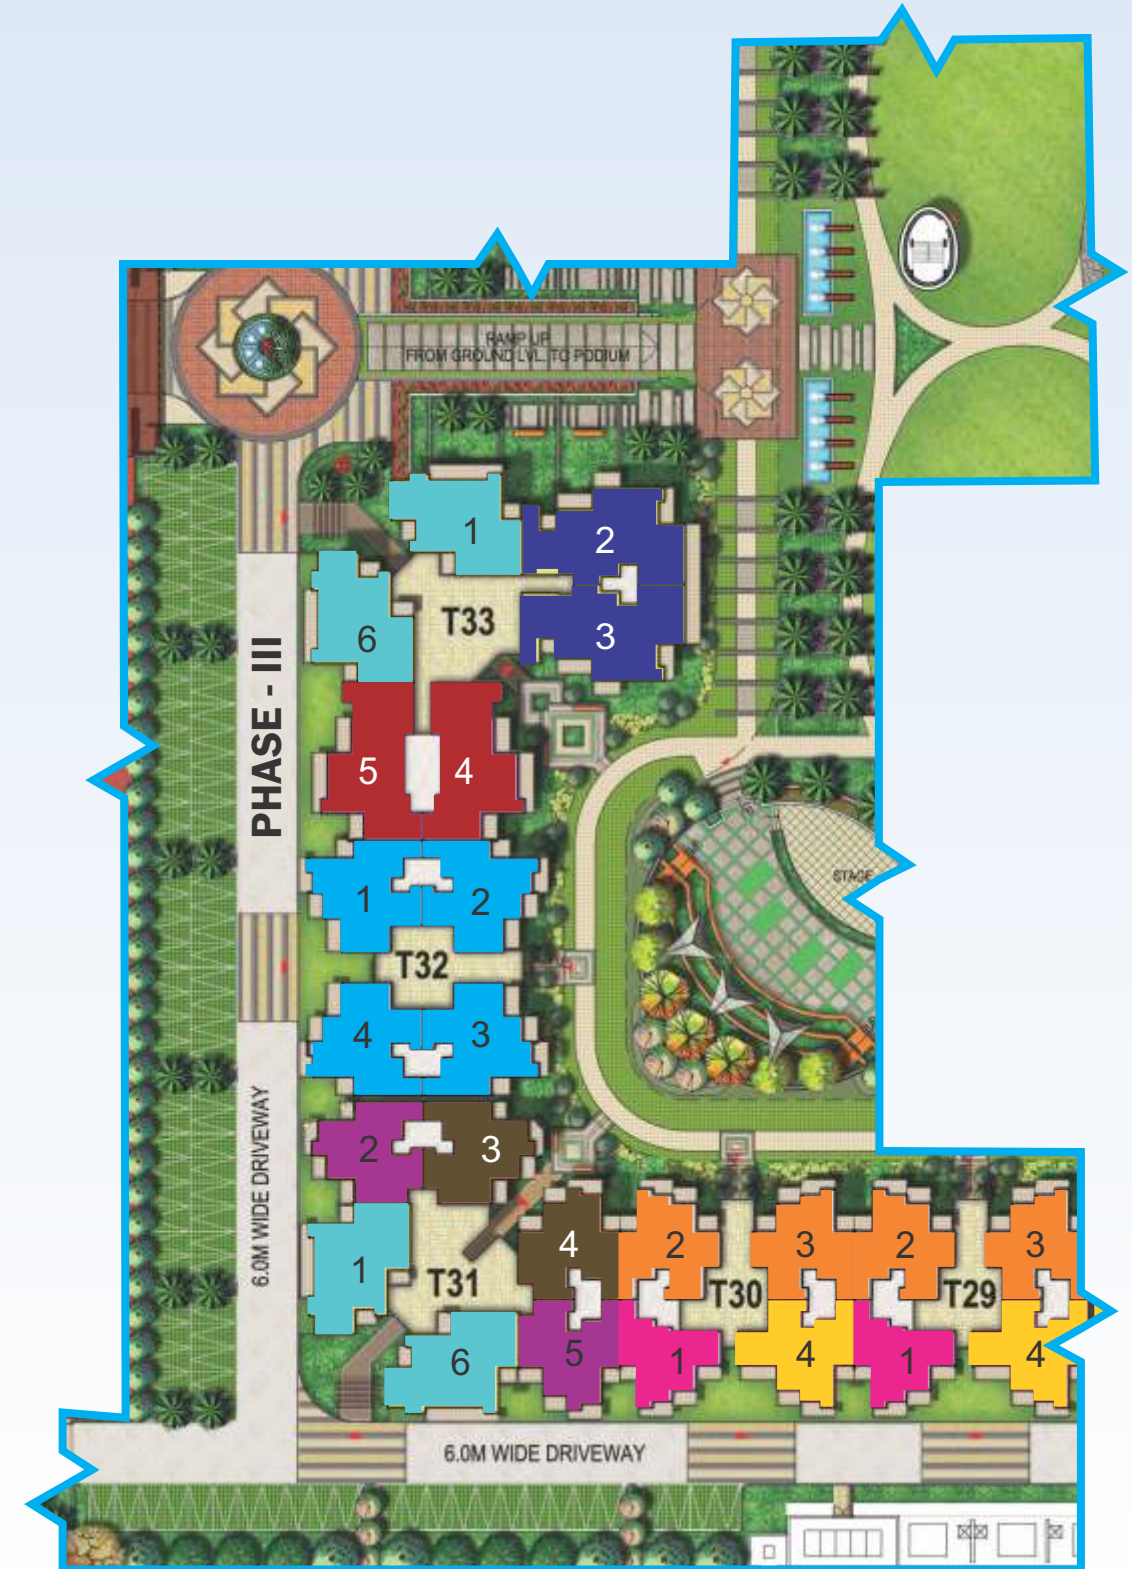 RAMP UP
FROM GROUND LVL. TO PODIUM
1
2
T33
3
6
PHASE - III
5
4
STAGE
1
2
T32
4
3
6.0M WIDE DRIVEWAY
2
3
1
T31
4
2
3
2
3
T30
T29
6
5
1
4
1
4
6.0M WIDE DRIVEWAY